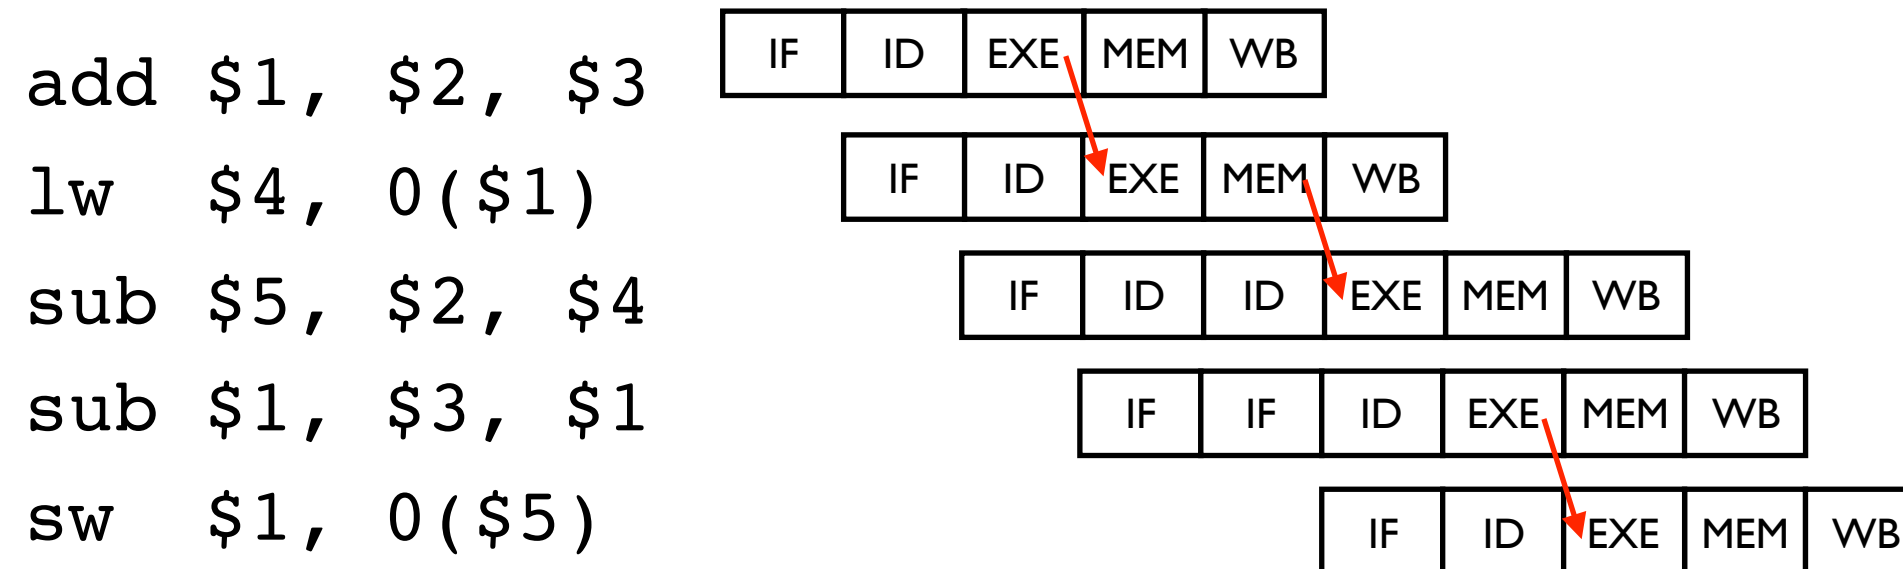 add $1, $2, $3 IF ID EXE MEM WB
lw $4, 0($1) IF ID EXE MEM WB
sub $5, $2, $4 IF ID ID EXE MEM WB
sub $1, $3, $1 IF IF ID EXE MEM WB
sw $1, 0($5) IF ID EXE MEM WB